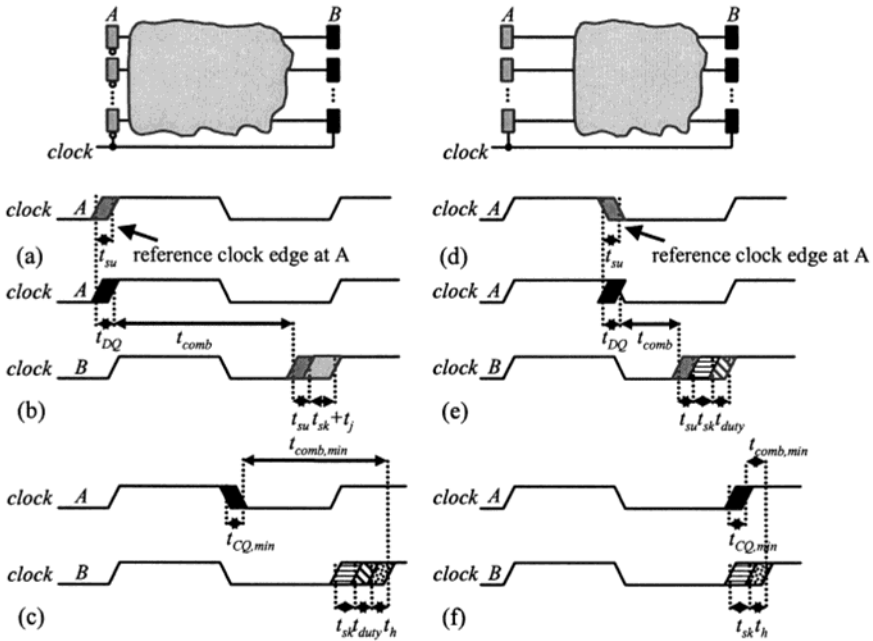 A B A B
clock clock
clock A clock A
(a) t_su reference clock edge at A (d) t_su reference clock edge at A
clock A clock A
t_DQ t_comb t_DQ t_comb
clock B clock B
(b) t_su t_sk+t_j (e) t_su t_sk t_duty
t_comb,min t_comb,min
clock A clock A
t_CQ,min t_CQ,min
clock B clock B
(c) t_sk t_duty t_h (f) t_sk t_h